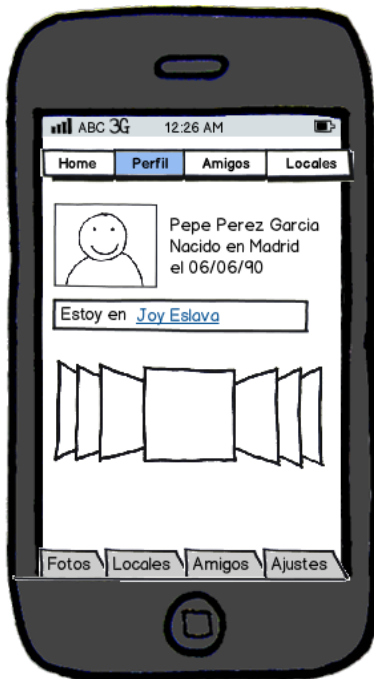 ABC 3G 12:26 AM
Home Perfil Amigos Locales
Pepe Perez Garcia
Nacido en Madrid
el 06/06/90
Estoy en Joy Eslava
Fotos Locales Amigos Ajustes